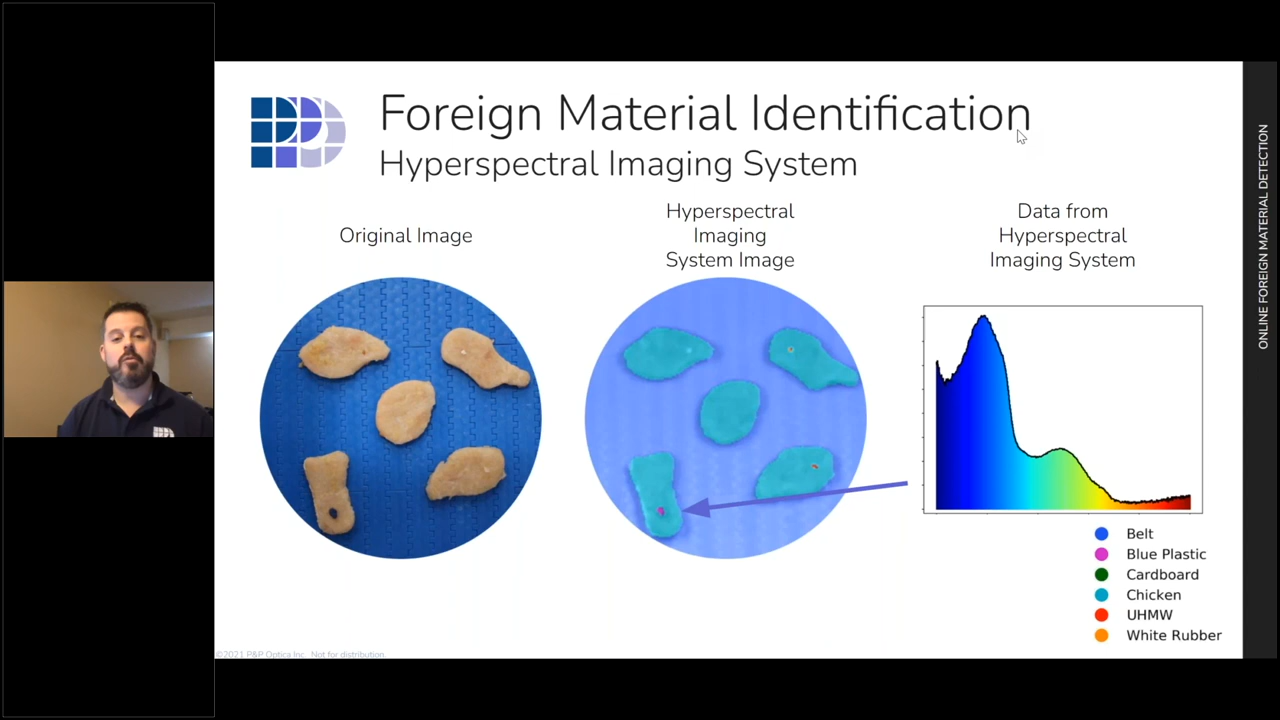 Foreign Material Identification
Hyperspectral Imaging System
Original Image
Hyperspectral
Imaging
System Image
Data from
Hyperspectral
Imaging System
Belt
Blue Plastic
Cardboard
Chicken
UHMW
White Rubber
©2021 P&P Optica Inc. Not for distribution.
ONLINE FOREIGN MATERIAL DETECTION